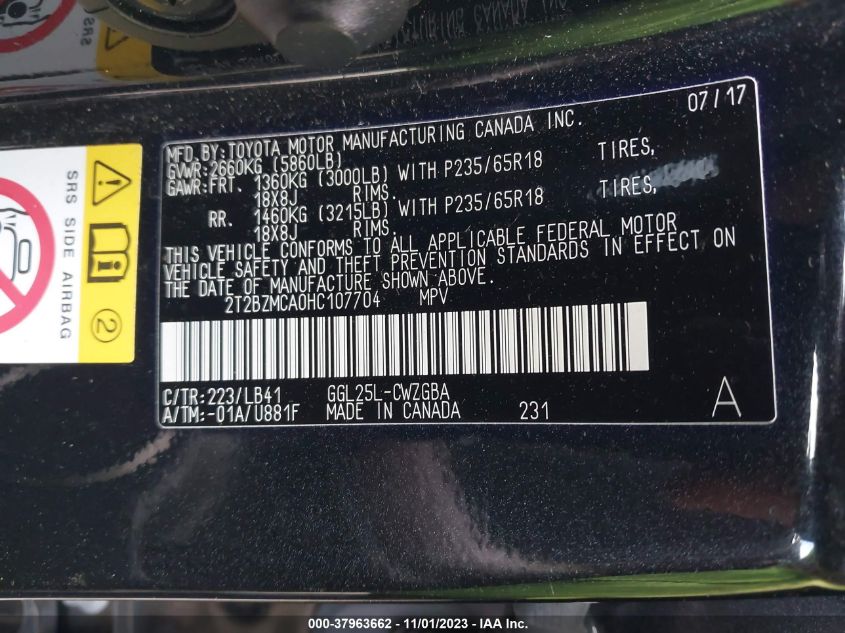 07/17
MFD.BY:TOYOTA MOTOR MANUFACTURING CANADA INC.
GVWR:2660KG (5860LB)
GAWR:FRT. 1360KG (3000LB) WITH P235/65R18 TIRES,
18X8J RIMS.
RR. 1460KG (3215LB) WITH P235/65R18 TIRES,
18X8J RIMS.
THIS VEHICLE CONFORMS TO ALL APPLICABLE FEDERAL MOTOR
VEHICLE SAFETY AND THEFT PREVENTION STANDARDS IN EFFECT ON
THE DATE OF MANUFACTURE SHOWN ABOVE.
2T2BZMCA0HC107704 MPV
C/TR:223/LB41 GGL25L-CWZGBA
A/TM:-01A/U881F MADE IN CANADA 231 A
SRS SIDE AIRBAG
2
SRS
000-37963662 - 11/01/2023 - IAA Inc.